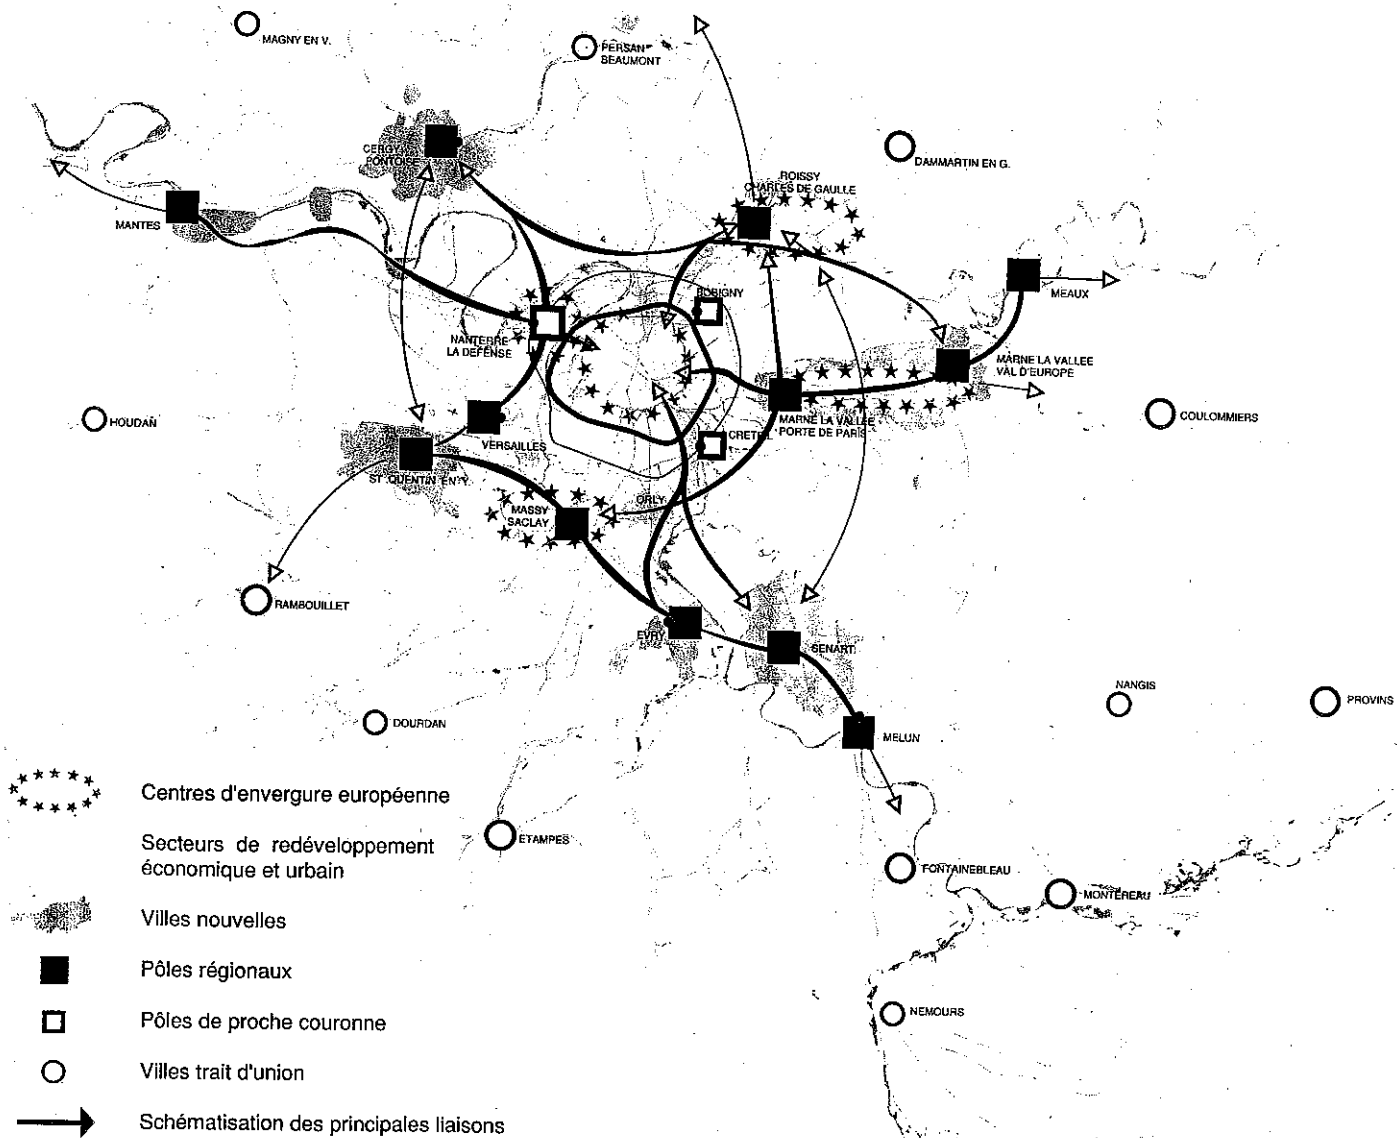 MAGNY EN V.
PERSAN
BEAUMONT
CERGY
PONTOISE
DAMMARTIN EN G.
ROISSY
CHARLES DE GAULLE
MANTES
BOBIGNY
MEAUX
NANTERRE
LA DEFENSE
MARNE LA VALLEE
VAL D'EUROPE
HOUDAN
COULOMMIERS
VERSAILLES
CRETEIL
MARNE LA VALLEE
PORTE DE PARIS
ST QUENTIN EN Y.
MASSY
SACLAY
ORLY
RAMBOUILLET
EVRY
SENART
NANGIS
PROVINS
DOURDAN
MELUN
ETAMPES
FONTAINEBLEAU
MONTEREAU
NEMOURS
Centres d'envergure européenne
Secteurs de redéveloppement
économique et urbain
Villes nouvelles
Pôles régionaux
Pôles de proche couronne
Villes trait d'union
Schématisation des principales liaisons